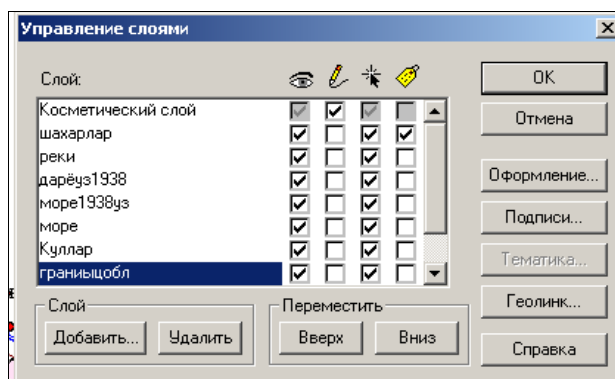 Управление слоями
Слой:
Косметический слой
шахарлар
реки
дарёуз1938
море1938уз
море
Куллар
граниыцобл
OK
Отмена
Оформление...
Подписи...
Тематика...
Геолинк...
Справка
Слой
Добавить...
Удалить
Переместить
Вверх
Вниз